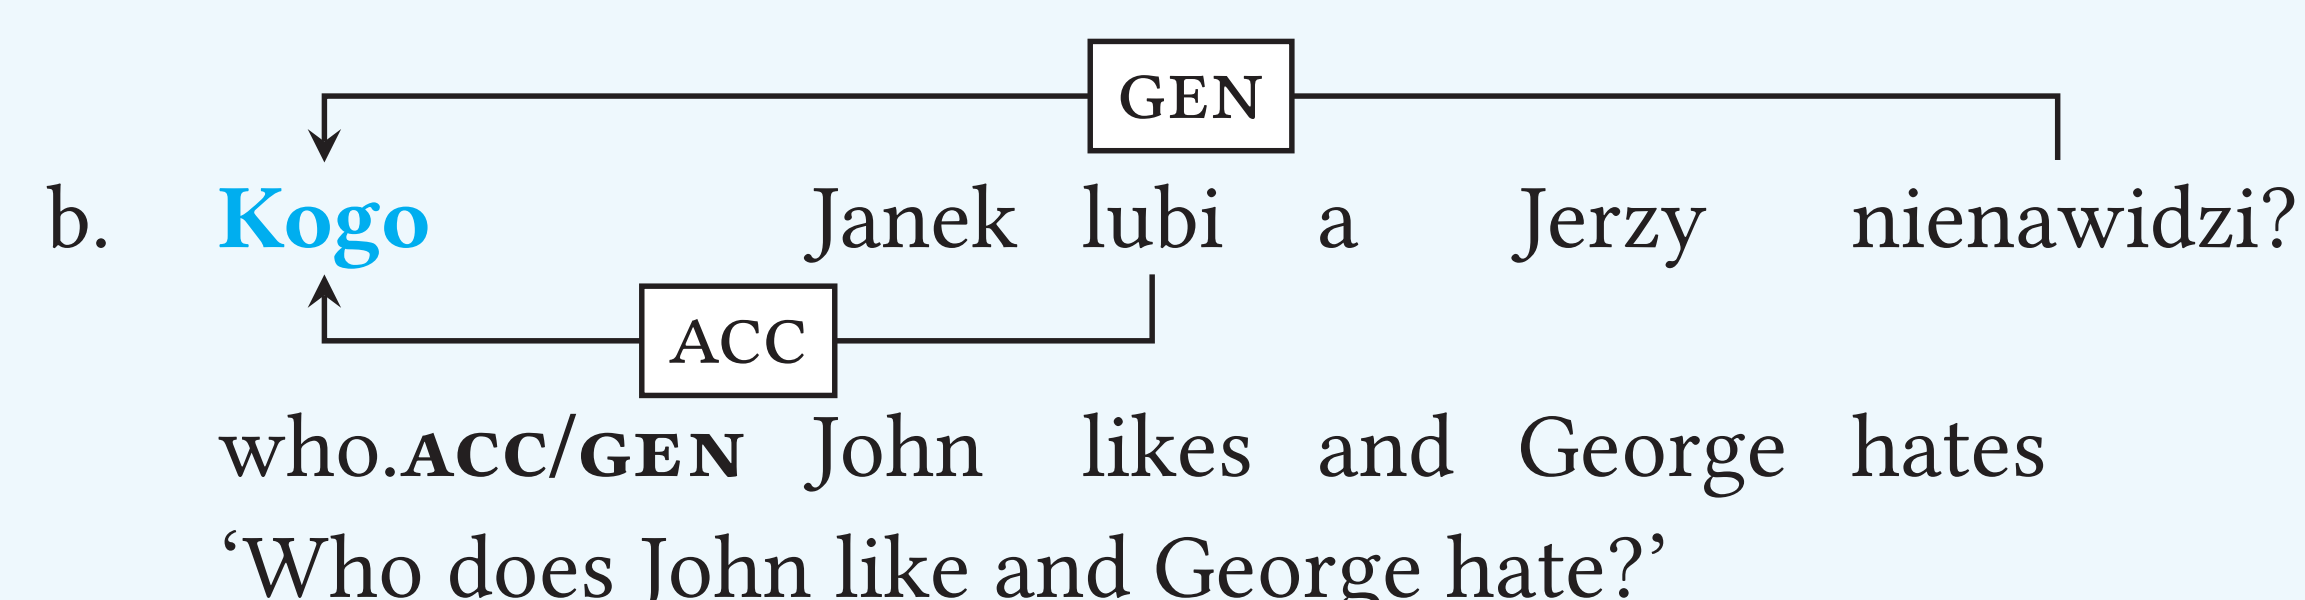 GEN
b. Kogo Janek lubi a Jerzy nienawidzi?
ACC
who.ACC/GEN John likes and George hates
‘Who does John like and George hate?’